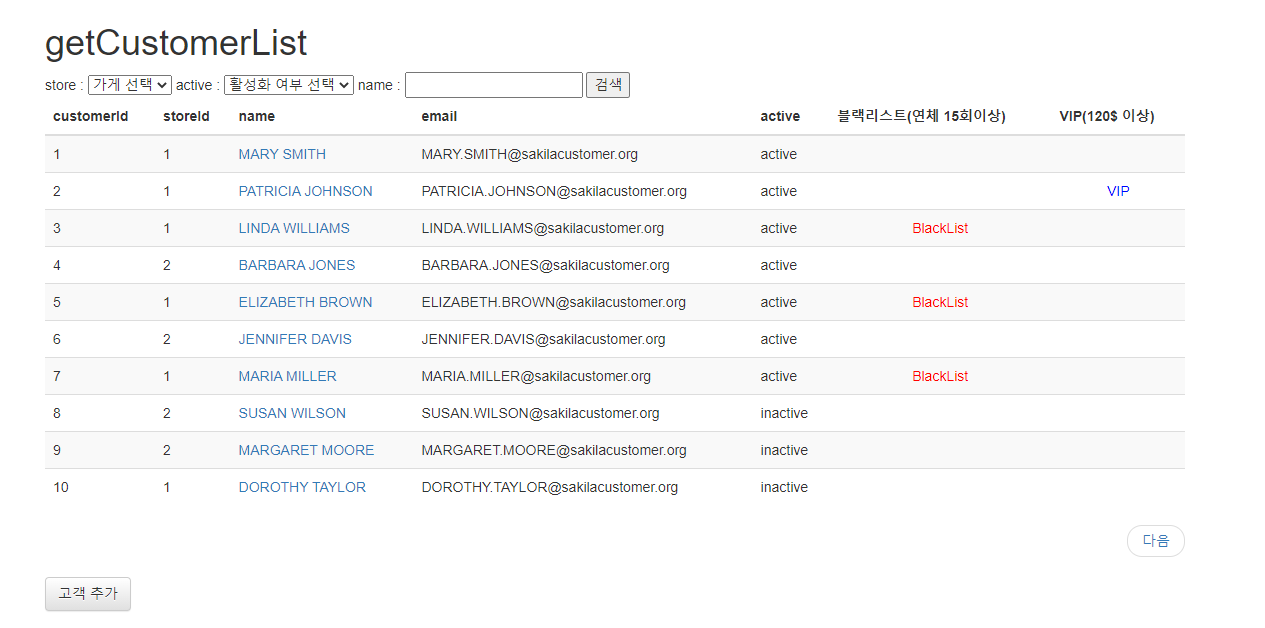 getCustomerList
store : 가게 선택 active : 활성화 여부 선택 name : 검색
customerId storeId name email active 블랙리스트(연체 15회이상) VIP(120$ 이상)
1 1 MARY SMITH MARY.SMITH@sakilacustomer.org active
2 1 PATRICIA JOHNSON PATRICIA.JOHNSON@sakilacustomer.org active VIP
3 1 LINDA WILLIAMS LINDA.WILLIAMS@sakilacustomer.org active BlackList
4 2 BARBARA JONES BARBARA.JONES@sakilacustomer.org active
5 1 ELIZABETH BROWN ELIZABETH.BROWN@sakilacustomer.org active BlackList
6 2 JENNIFER DAVIS JENNIFER.DAVIS@sakilacustomer.org active
7 1 MARIA MILLER MARIA.MILLER@sakilacustomer.org active BlackList
8 2 SUSAN WILSON SUSAN.WILSON@sakilacustomer.org inactive
9 2 MARGARET MOORE MARGARET.MOORE@sakilacustomer.org inactive
10 1 DOROTHY TAYLOR DOROTHY.TAYLOR@sakilacustomer.org inactive
다음
고객 추가